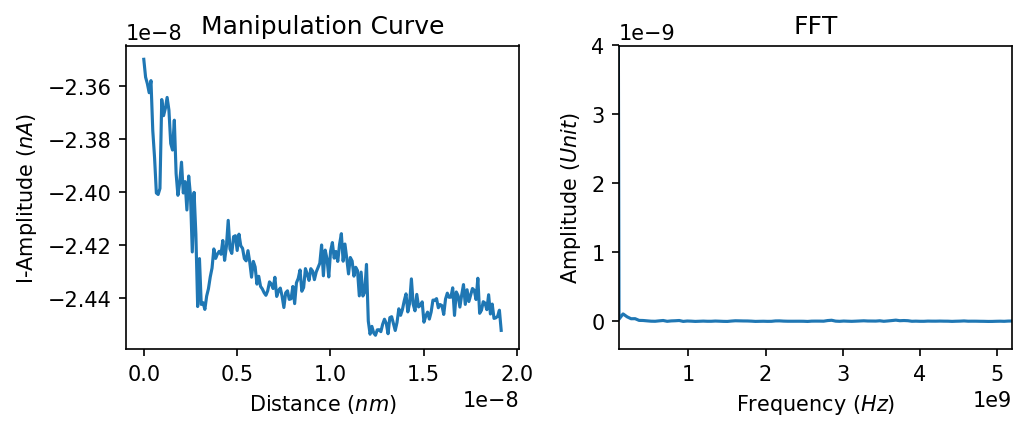 Manipulation Curve
1e−8
−2.36
−2.38
−2.40
−2.42
−2.44
I-Amplitude (nA)
0.0 0.5 1.0 1.5 2.0
1e−8
Distance (nm)
FFT
1e−9
4
3
2
1
0
Amplitude (Unit)
1 2 3 4 5
1e9
Frequency (Hz)